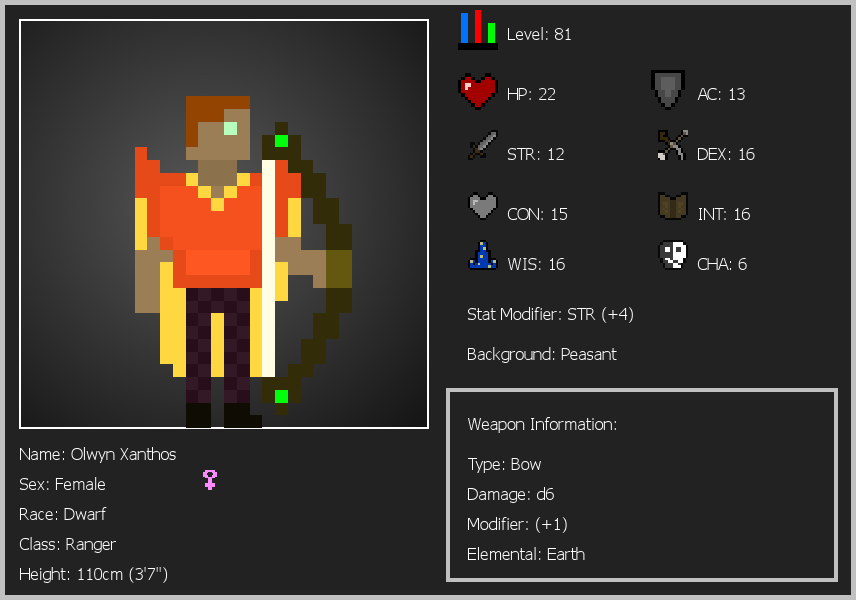 Level: 81
HP: 22
AC: 13
STR: 12
DEX: 16
CON: 15
INT: 16
WIS: 16
CHA: 6
Stat Modifier: STR (+4)
Background: Peasant
Weapon Information:
Type: Bow
Damage: d6
Modifier: (+1)
Elemental: Earth
Name: Olwyn Xanthos
Sex: Female
Race: Dwarf
Class: Ranger
Height: 110cm (3'7")